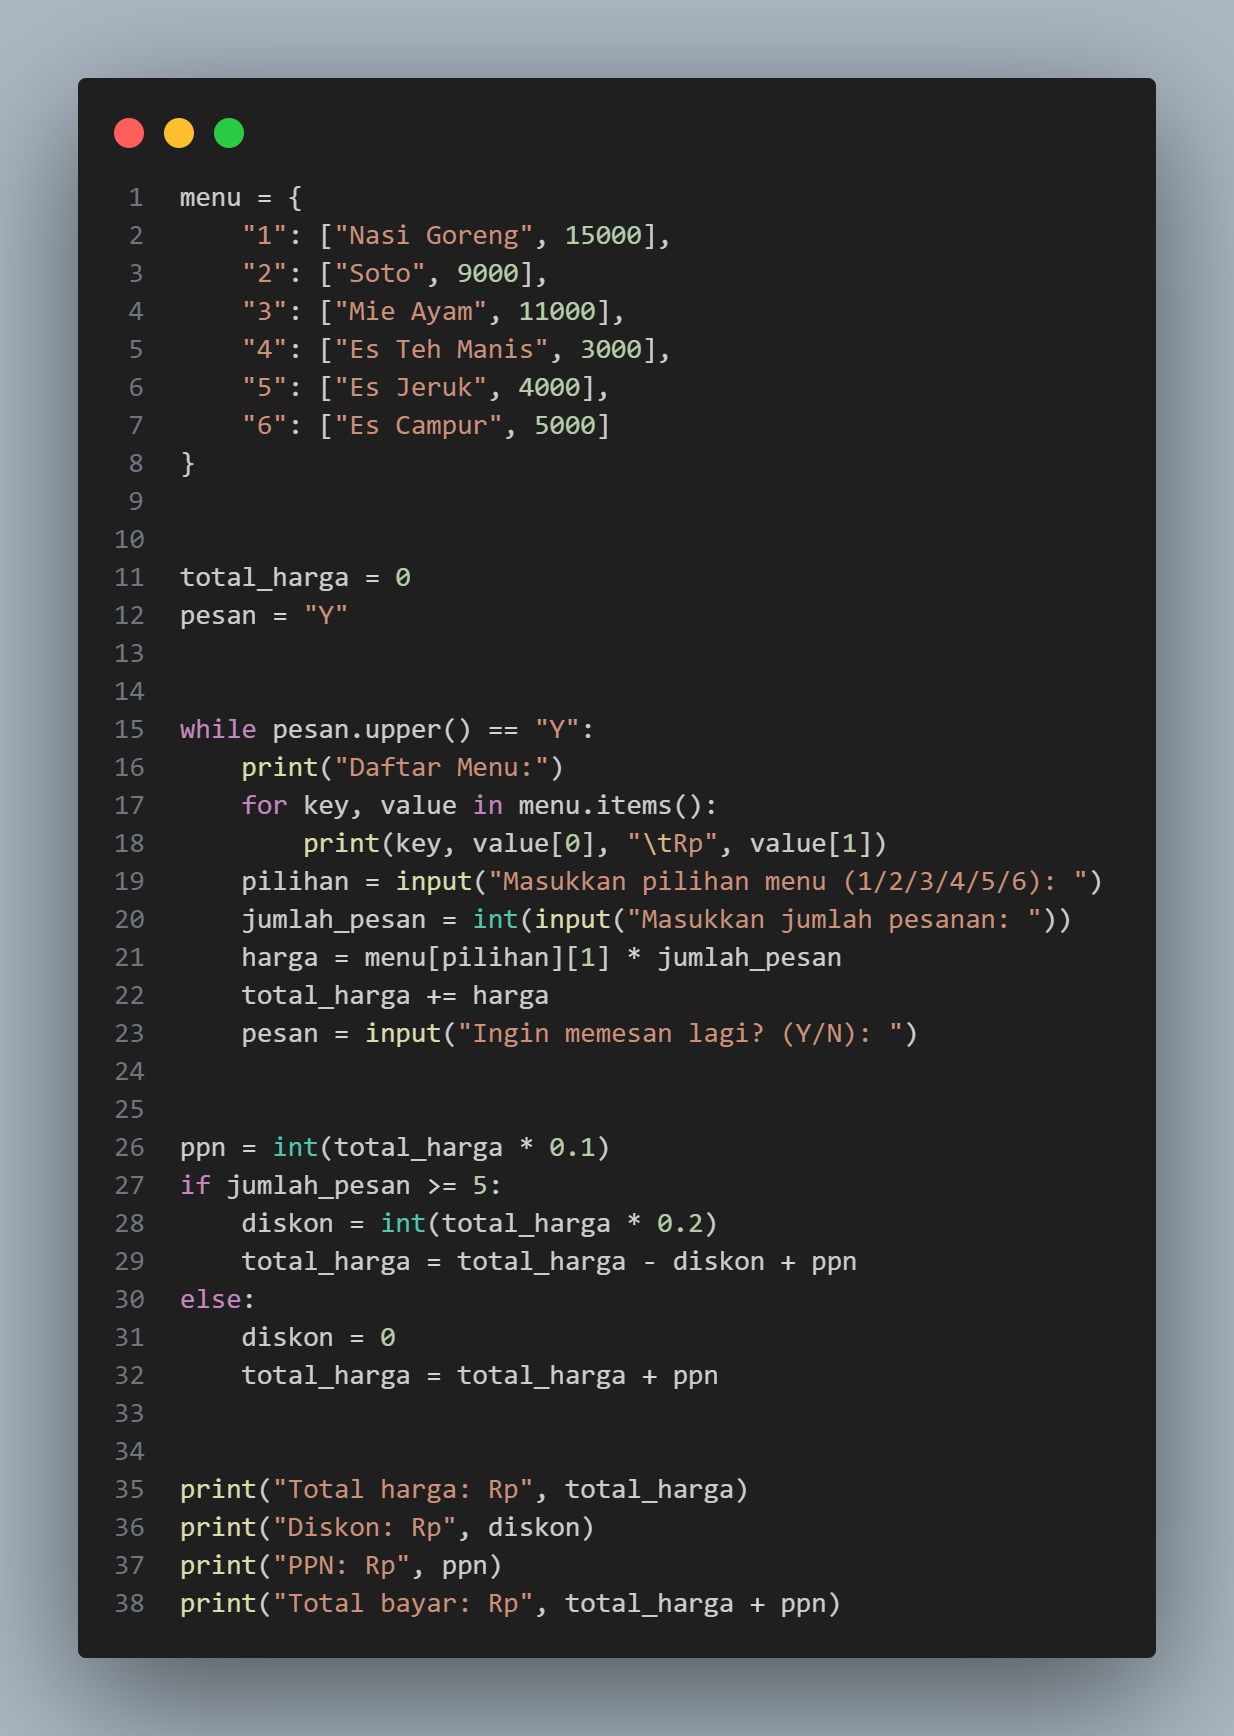 1 menu = {
2     "1": ["Nasi Goreng", 15000],
3     "2": ["Soto", 9000],
4     "3": ["Mie Ayam", 11000],
5     "4": ["Es Teh Manis", 3000],
6     "5": ["Es Jeruk", 4000],
7     "6": ["Es Campur", 5000]
8 }
9
10
11 total_harga = 0
12 pesan = "Y"
13
14
15 while pesan.upper() == "Y":
16     print("Daftar Menu:")
17     for key, value in menu.items():
18         print(key, value[0], "\tRp", value[1])
19     pilihan = input("Masukkan pilihan menu (1/2/3/4/5/6): ")
20     jumlah_pesan = int(input("Masukkan jumlah pesanan: "))
21     harga = menu[pilihan][1] * jumlah_pesan
22     total_harga += harga
23     pesan = input("Ingin memesan lagi? (Y/N): ")
24
25
26 ppn = int(total_harga * 0.1)
27 if jumlah_pesan >= 5:
28     diskon = int(total_harga * 0.2)
29     total_harga = total_harga - diskon + ppn
30 else:
31     diskon = 0
32     total_harga = total_harga + ppn
33
34
35 print("Total harga: Rp", total_harga)
36 print("Diskon: Rp", diskon)
37 print("PPN: Rp", ppn)
38 print("Total bayar: Rp", total_harga + ppn)